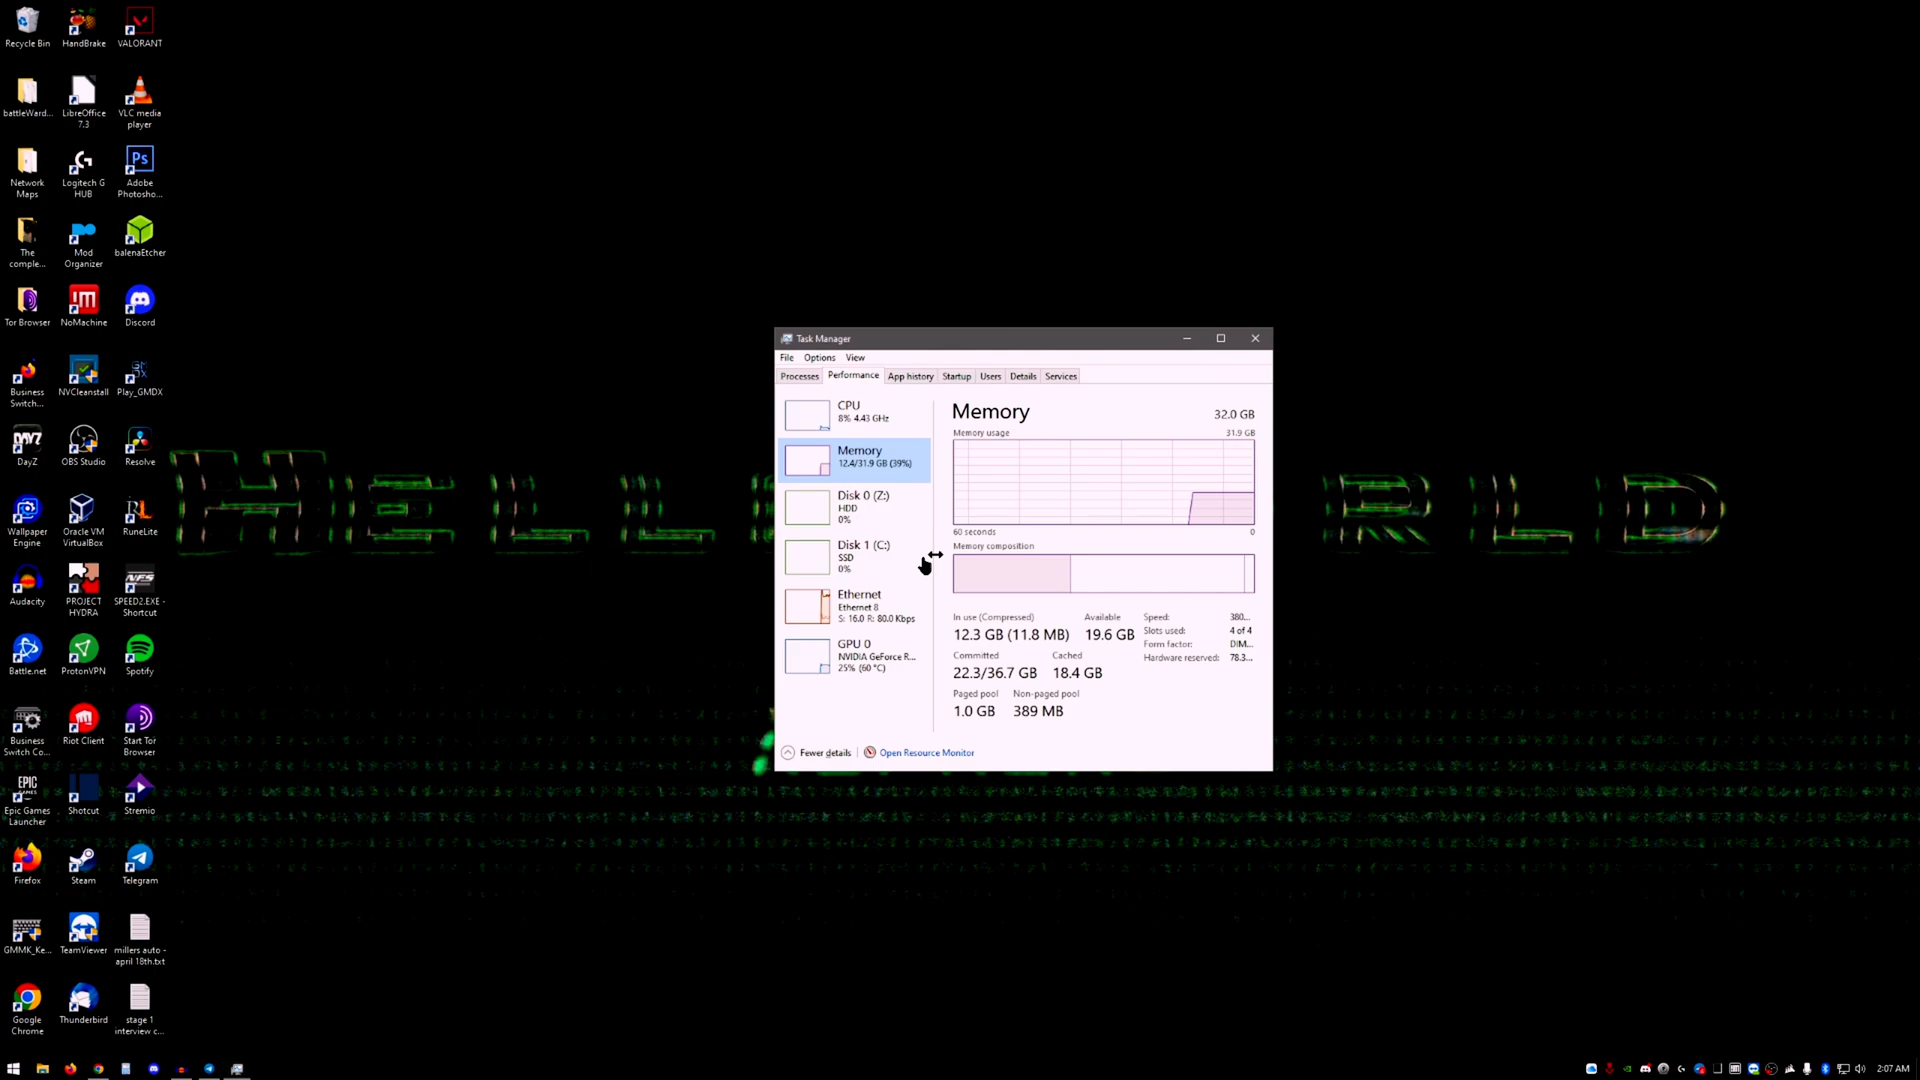 Recycle Bin
HandBrake
VALORANT
battleWard...
LibreOffice
7.3
VLC media
player
Network
Maps
Logitech G
HUB
Ps
Adobe
Photosho...
The
comple...
Mod
Organizer
balenaEtcher
Tor Browser
NoMachine
Discord
Business
Switch...
NVCleanstall
GMDX
Play_GMDX
DAYZ
DayZ
OBS Studio
Resolve
Wallpaper
Engine
Oracle VM
VirtualBox
RuneLite
Audacity
PROJECT
HYDRA
NFS
SPEED2.EXE -
Shortcut
Battle.net
ProtonVPN
Spotify
Business
Switch Co...
Riot Client
Start Tor
Browser
EPIC
GAMES
Epic Games
Launcher
Shotcut
Stremio
Firefox
Steam
Telegram
GMMK_Ke...
TeamViewer
millers auto -
april 18th.txt
Google
Chrome
Thunderbird
stage 1
interview c...
HELL
RLD
Task Manager
File Options View
Processes Performance App history Startup Users Details Services
CPU
8% 4.43 GHz
Memory
12.4/31.9 GB (39%)
Disk 0 (Z:)
HDD
0%
Disk 1 (C:)
SSD
0%
Ethernet
Ethernet 8
S: 16.0 R: 80.0 Kbps
GPU 0
NVIDIA GeForce R...
25% (60 °C)
Memory 32.0 GB
Memory usage 31.9 GB
60 seconds 0
Memory composition
In use (Compressed) Available Speed: 380...
12.3 GB (11.8 MB) 19.6 GB Slots used: 4 of 4
Form factor: DIM...
Committed Cached Hardware reserved: 78.3...
22.3/36.7 GB 18.4 GB
Paged pool Non-paged pool
1.0 GB 389 MB
Fewer details Open Resource Monitor
2:07 AM